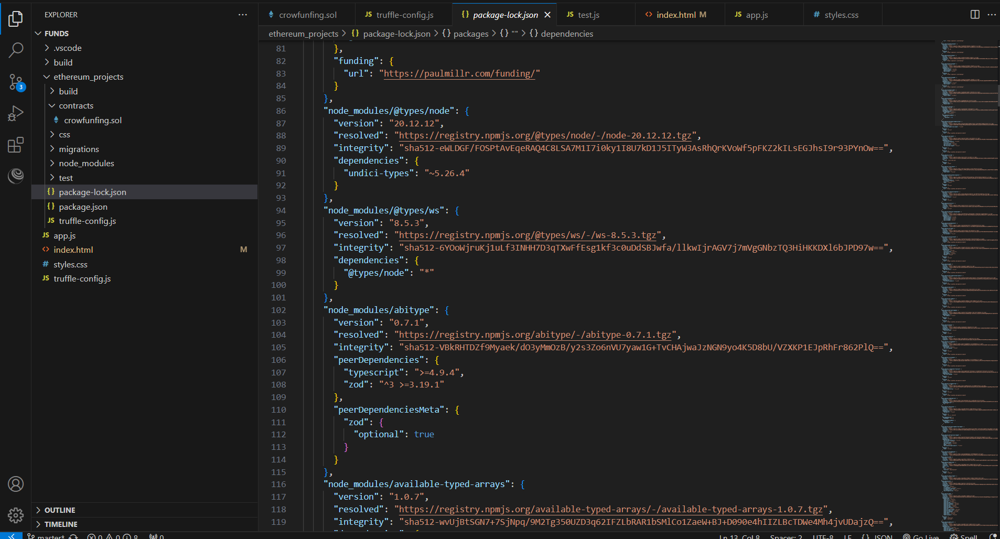 EXPLORER
FUNDS
.vscode
build
ethereum_projects
build
contracts
crowfunfing.sol
css
migrations
node_modules
test
{} package-lock.json
{} package.json
JS truffle-config.js
JS app.js
<> index.html M
# styles.css
JS truffle-config.js
OUTLINE
TIMELINE
3
crowfunfing.sol JS truffle-config.js {} package-lock.json JS test.js <> index.html M JS app.js # styles.css
ethereum_projects > {} package-lock.json > {} packages > {} "" > {} dependencies
81 },
82 "funding": {
83 "url": "https://paulmillr.com/funding/"
84 }
85 },
86 "node_modules/@types/node": {
87 "version": "20.12.12",
88 "resolved": "https://registry.npmjs.org/@types/node/-/node-20.12.12.tgz",
89 "integrity": "sha512-eWLDGF/FOSPtAvEqeRAQ4C8LSA7M1I7i0ky1I8U7kD1J5ITyW3AsRhQrKVoWf5pFKZ2kILsEGJhsI9r93PYnOw==",
90 "dependencies": {
91 "undici-types": "~5.26.4"
92 }
93 },
94 "node_modules/@types/ws": {
95 "version": "8.5.3",
96 "resolved": "https://registry.npmjs.org/@types/ws/-/ws-8.5.3.tgz",
97 "integrity": "sha512-6YOoWjruKj1uLf3INHH7D3qTXwFfEsg1kf3c0uDdSBJwfa/llkwIjrAGV7j7mVgGNbzTQ3HiHKKDXl6bJPD97w==",
98 "dependencies": {
99 "@types/node": "*"
100 }
101 },
102 "node_modules/abitype": {
103 "version": "0.7.1",
104 "resolved": "https://registry.npmjs.org/abitype/-/abitype-0.7.1.tgz",
105 "integrity": "sha512-VBkRHTDZf9Myaek/dO3yMmOzB/y2s3Zo6nVU7yaw1G+TvCHAjwaJzNGN9yo4K5D8bU/VZXKP1EJpRhFr862PlQ==",
106 "peerDependencies": {
107 "typescript": ">=4.9.4",
108 "zod": "^3 >=3.19.1"
109 },
110 "peerDependenciesMeta": {
111 "zod": {
112 "optional": true
113 }
114 }
115 },
116 "node_modules/available-typed-arrays": {
117 "version": "1.0.7",
118 "resolved": "https://registry.npmjs.org/available-typed-arrays/-/available-typed-arrays-1.0.7.tgz",
119 "integrity": "sha512-wvUjBtSGN7+7SjNpq/9M2Tg350UZD3q62IFZLbRAR1bSMlCo1ZaeW+BJ+D090e4hIIZLBcTDWe4Mh4jvUDajzQ==",
master* 0 0 8 0 Ln 13, Col 8 Spaces: 2 UTF-8 LF {} JSON Go Live Spell